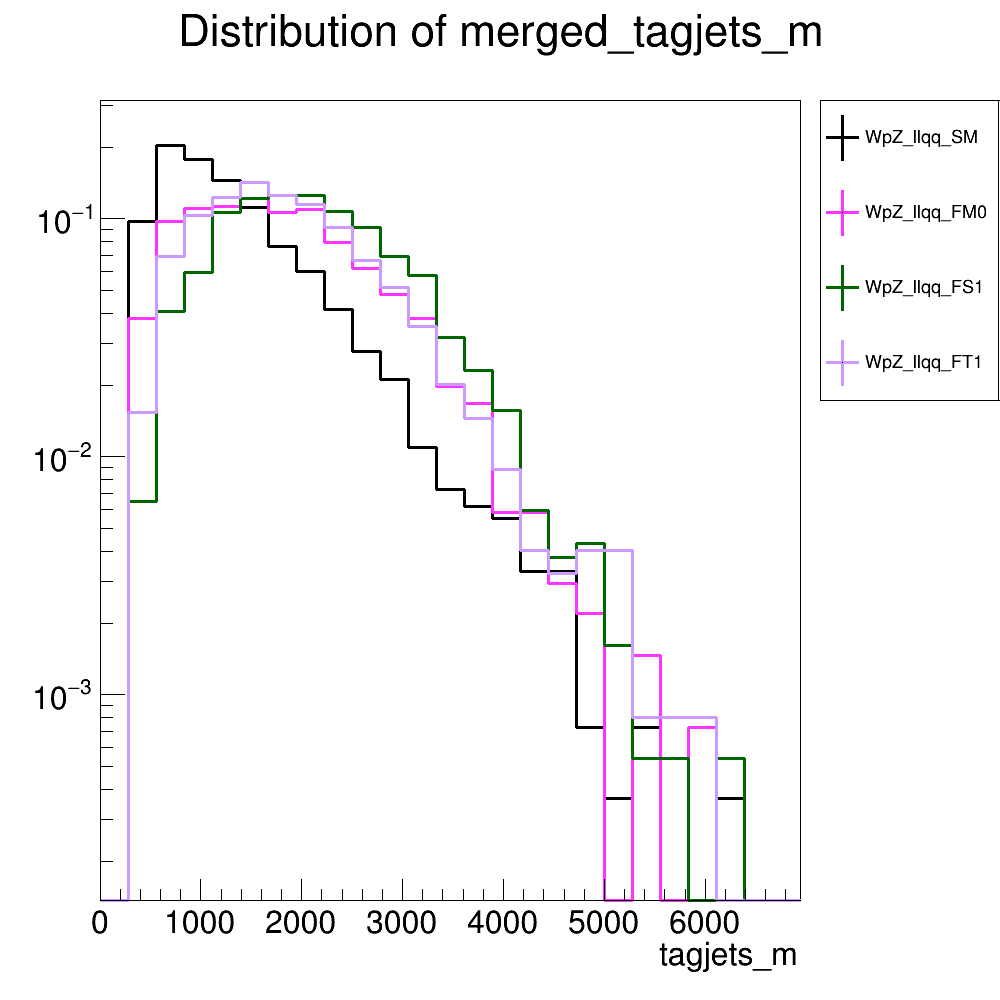 Distribution of merged_tagjets_m
WpZ_llqq_SM
WpZ_llqq_FM0
WpZ_llqq_FS1
WpZ_llqq_FT1
10−1
10−2
10−3
0 1000 2000 3000 4000 5000 6000
tagjets_m